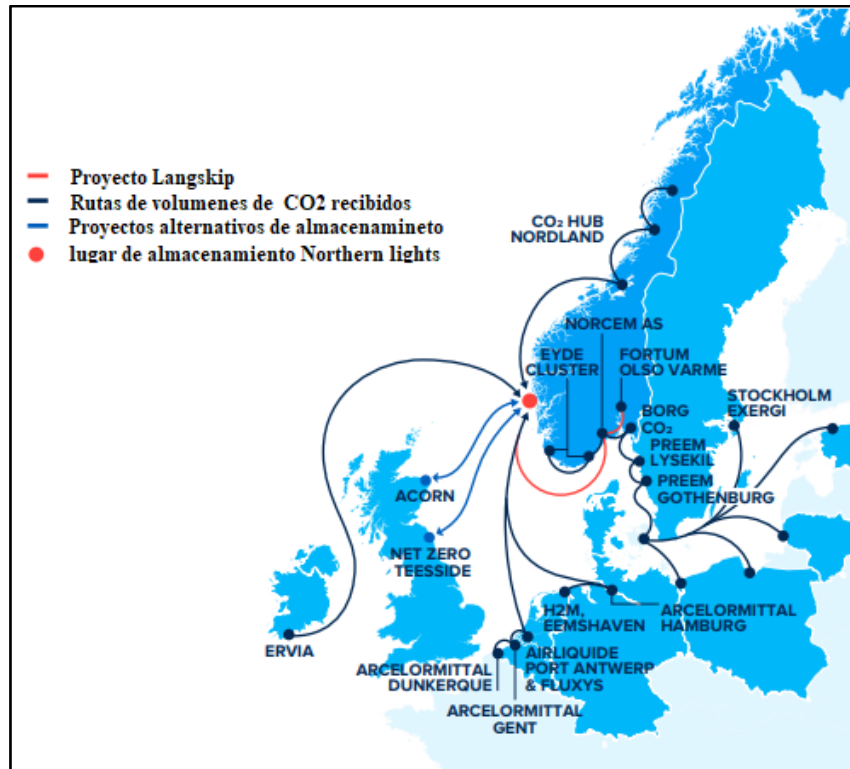 Proyecto Langskip
Rutas de volumenes de CO2 recibidos
Proyectos alternativos de almacenamineto
lugar de almacenamiento Northern lights
CO₂ HUB
NORDLAND
NORCEM AS
EYDE
CLUSTER
FORTUM
OLSO VARME
STOCKHOLM
EXERGI
BORG
CO₂
PREEM
LYSEKIL
PREEM
GOTHENBURG
ACORN
NET ZERO
TEESSIDE
ERVIA
H2M,
EEMSHAVEN
ARCELORMITTAL
HAMBURG
AIRLIQUIDE
PORT ANTWERP
& FLUXYS
ARCELORMITTAL
DUNKERQUE
ARCELORMITTAL
GENT